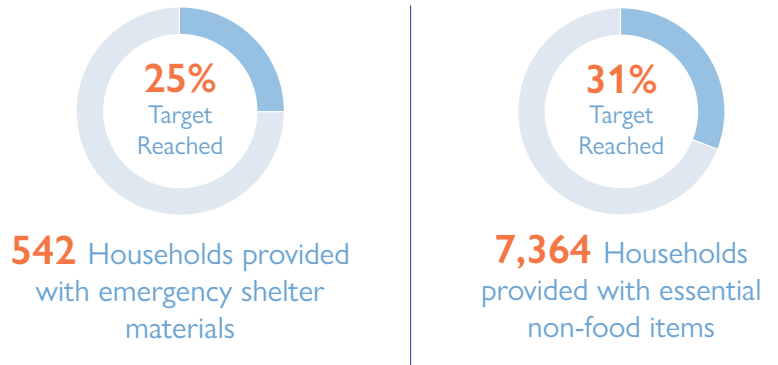 25%
Target
Reached
542 Households provided
with emergency shelter
materials
31%
Target
Reached
7,364 Households
provided with essential
non-food items